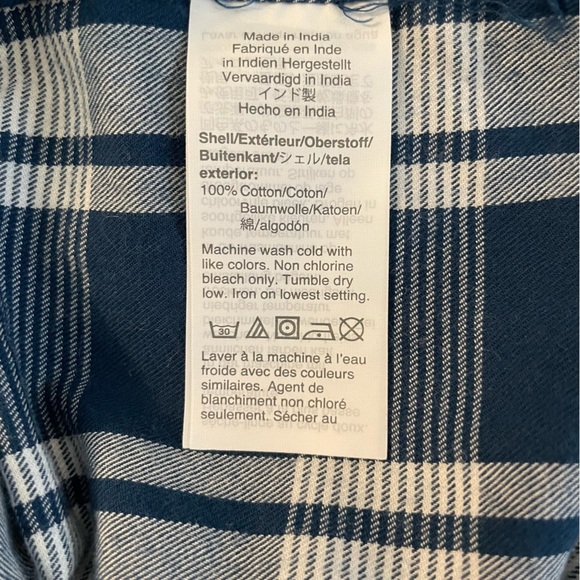 Made in India
Fabriqué en Inde
in Indien Hergestellt
Vervaardigd in India
インド製
Hecho en India
Shell/Extérieur/Oberstoff/
Buitenkant/シェル/tela
exterior:
100% Cotton/Coton/
Baumwolle/Katoen/
綿/algodón
Machine wash cold with
like colors. Non chlorine
bleach only. Tumble dry
low. Iron on lowest setting.
30
Laver à la machine à l'eau
froide avec des couleurs
similaires. Agent de
blanchiment non chloré
seulement. Sécher au